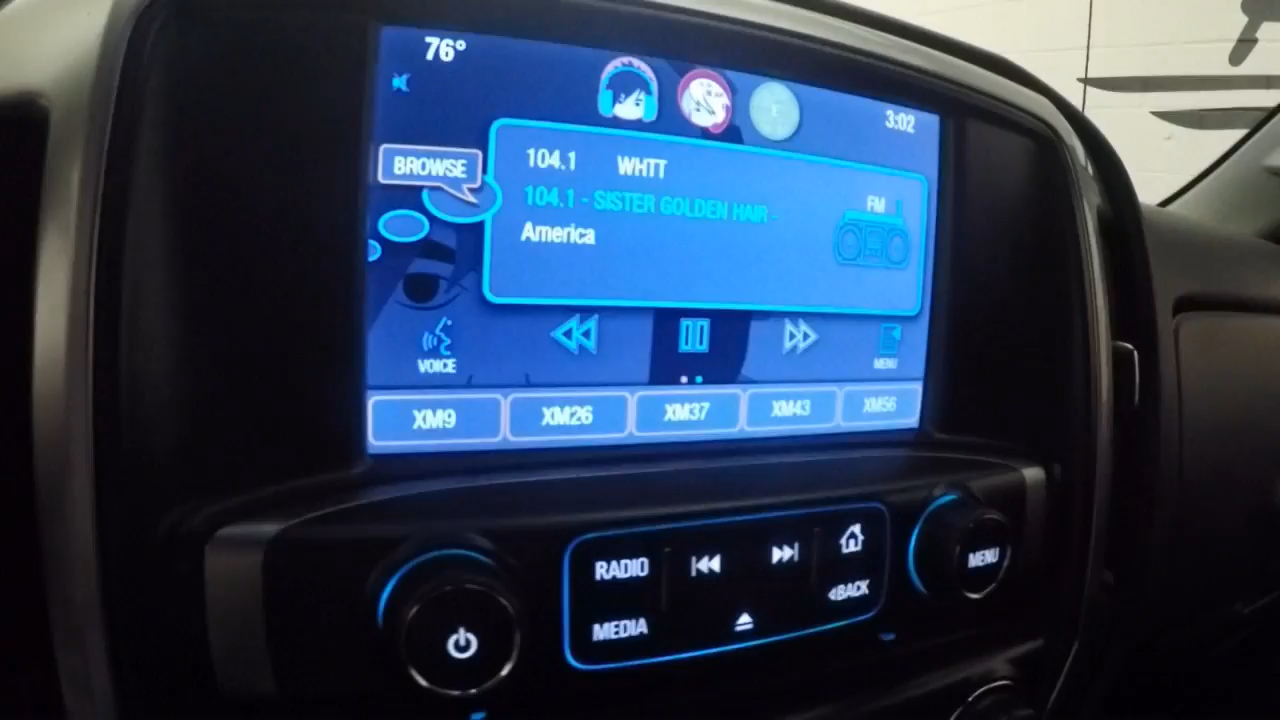 76°
3:02
BROWSE
104.1 WHTT
104.1 - SISTER GOLDEN HAIR -
America
FM
VOICE
MENU
XM9 XM26 XM37 XM43 XM56
RADIO
MEDIA
BACK
MENU